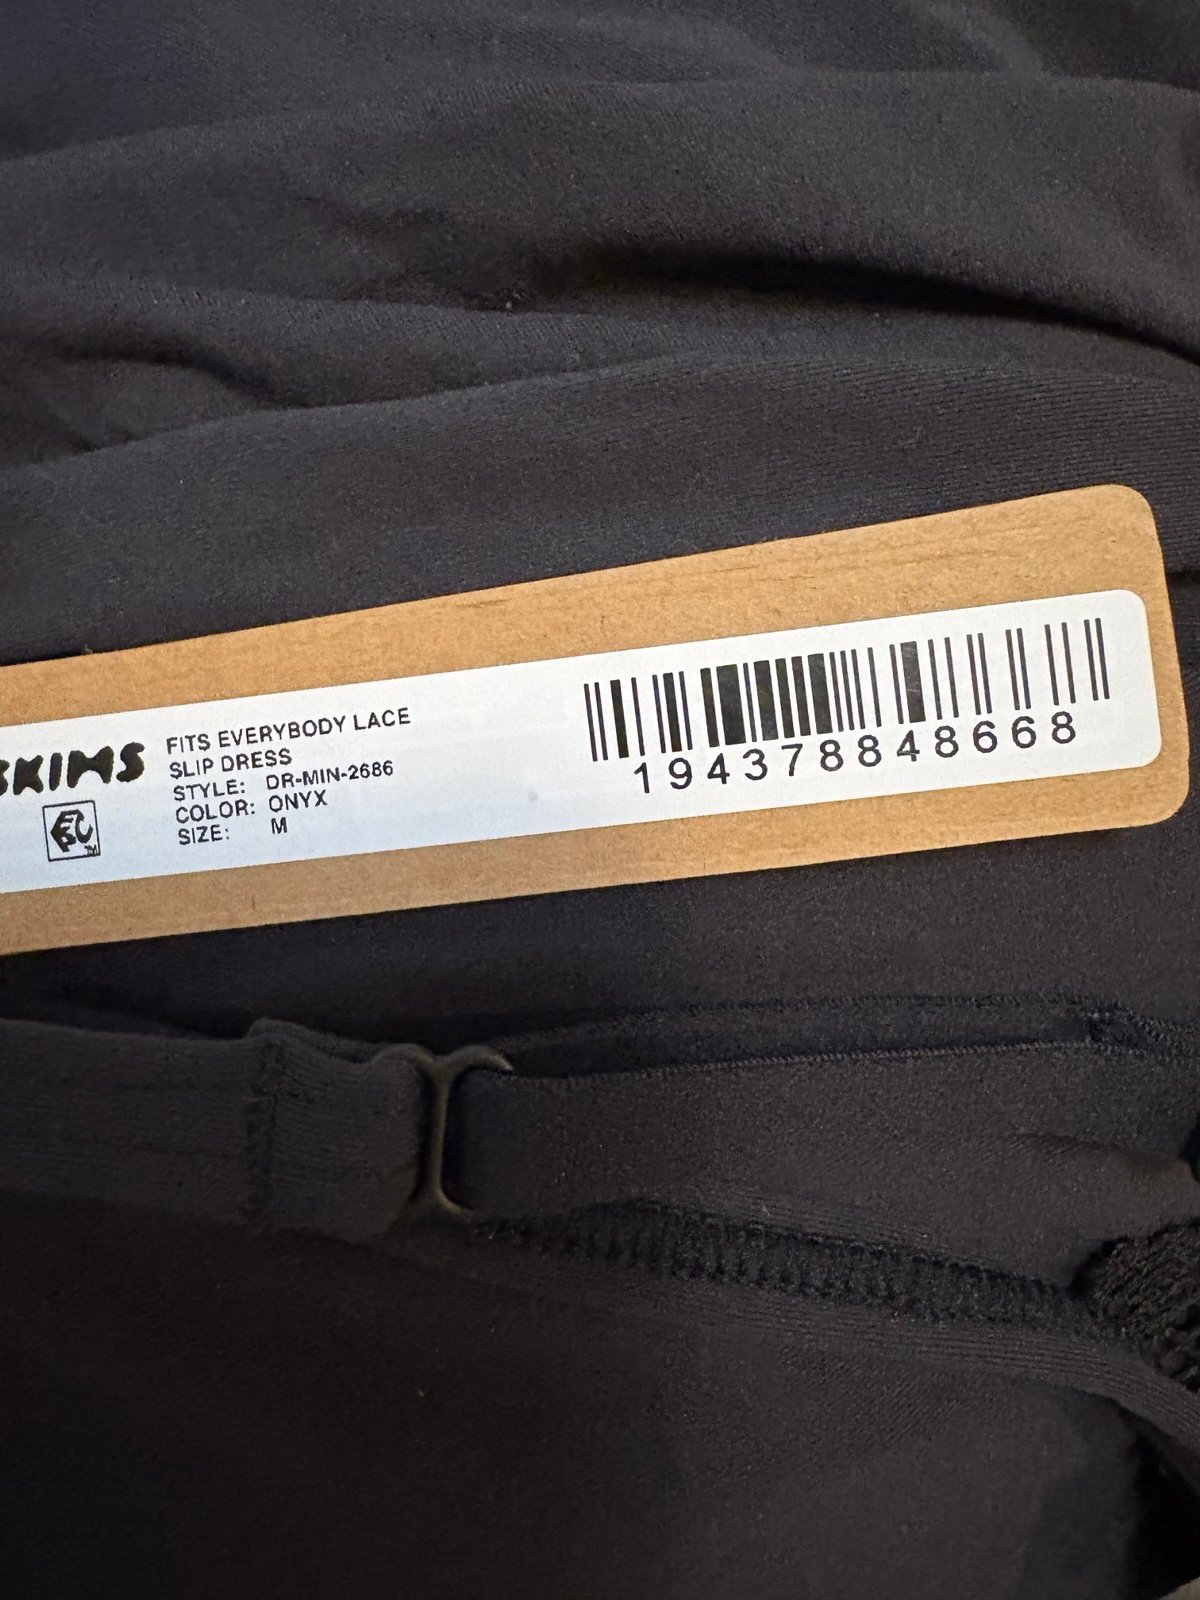 SKIMS
FITS EVERYBODY LACE
SLIP DRESS
STYLE: DR-MIN-2686
COLOR: ONYX
SIZE: M
194378848668